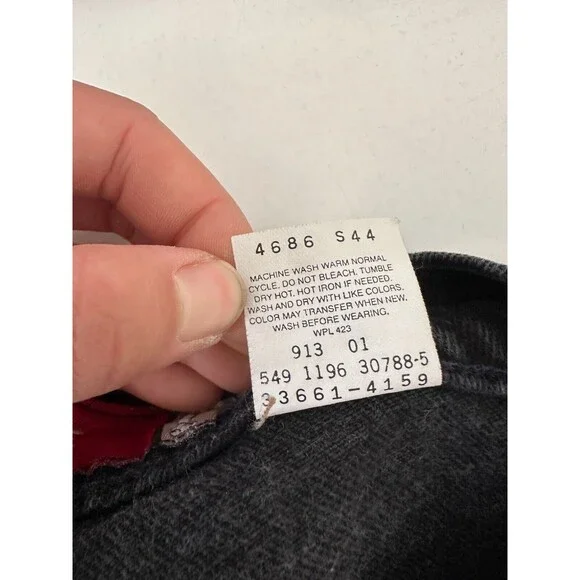 4686 S44
MACHINE WASH WARM NORMAL
CYCLE. DO NOT BLEACH. TUMBLE
DRY HOT. HOT IRON IF NEEDED.
WASH AND DRY WITH LIKE COLORS.
COLOR MAY TRANSFER WHEN NEW.
WASH BEFORE WEARING.
WPL 423
913 01
549 1196 30788-5
33661-4159